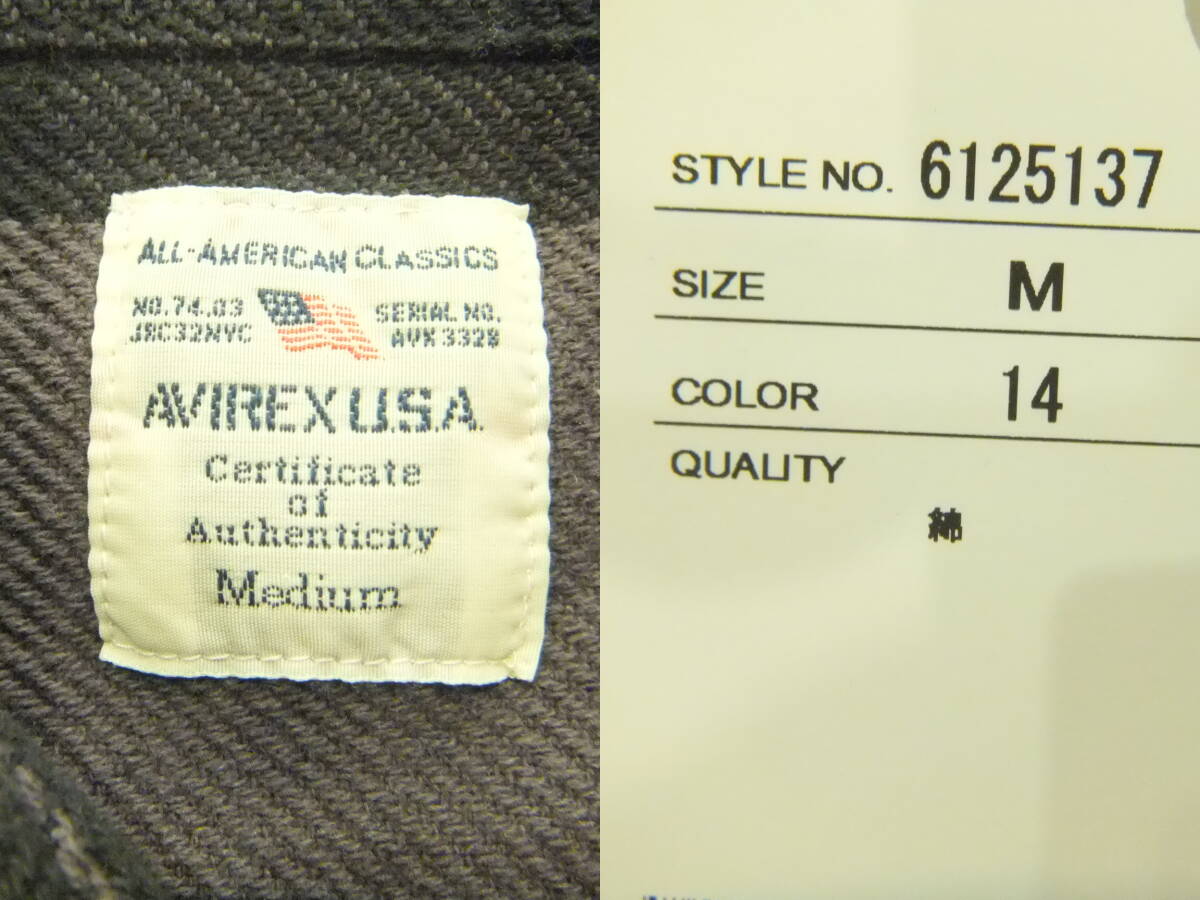 ALL-AMERICAN CLASSICS
NO.74.03
JRC32NYC
SERIAL NO.
AVX 3328
AVIREX U.S.A.
Certificate
of
Authenticity
Medium
STYLE NO. 6125137
SIZE M
COLOR 14
QUALITY
綿